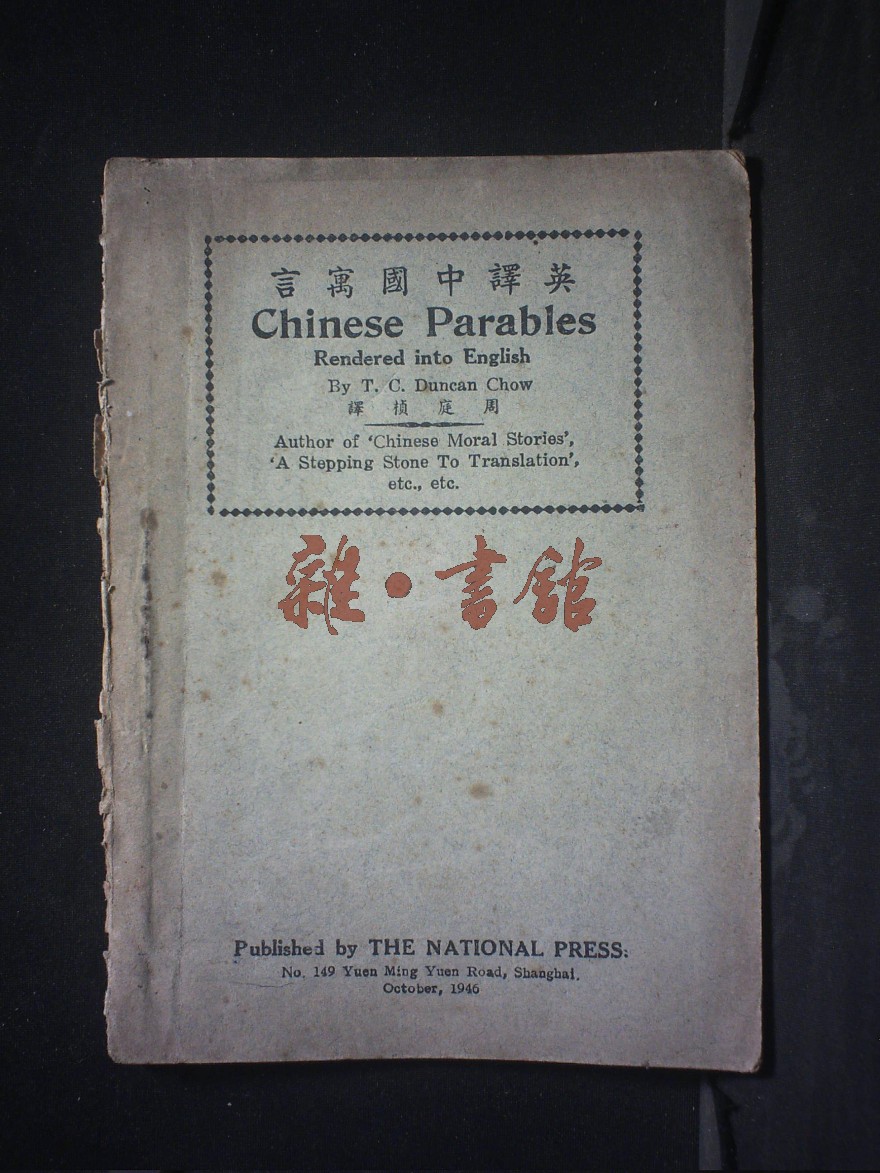 英譯中國寓言
Chinese Parables
Rendered into English
By T. C. Duncan Chow
周庭楨譯
Author of ‘Chinese Moral Stories’,
‘A Stepping Stone To Translation’,
etc., etc.
雜·書館
Published by THE NATIONAL PRESS:
No. 149 Yuen Ming Yuen Road, Shanghai.
October, 1946